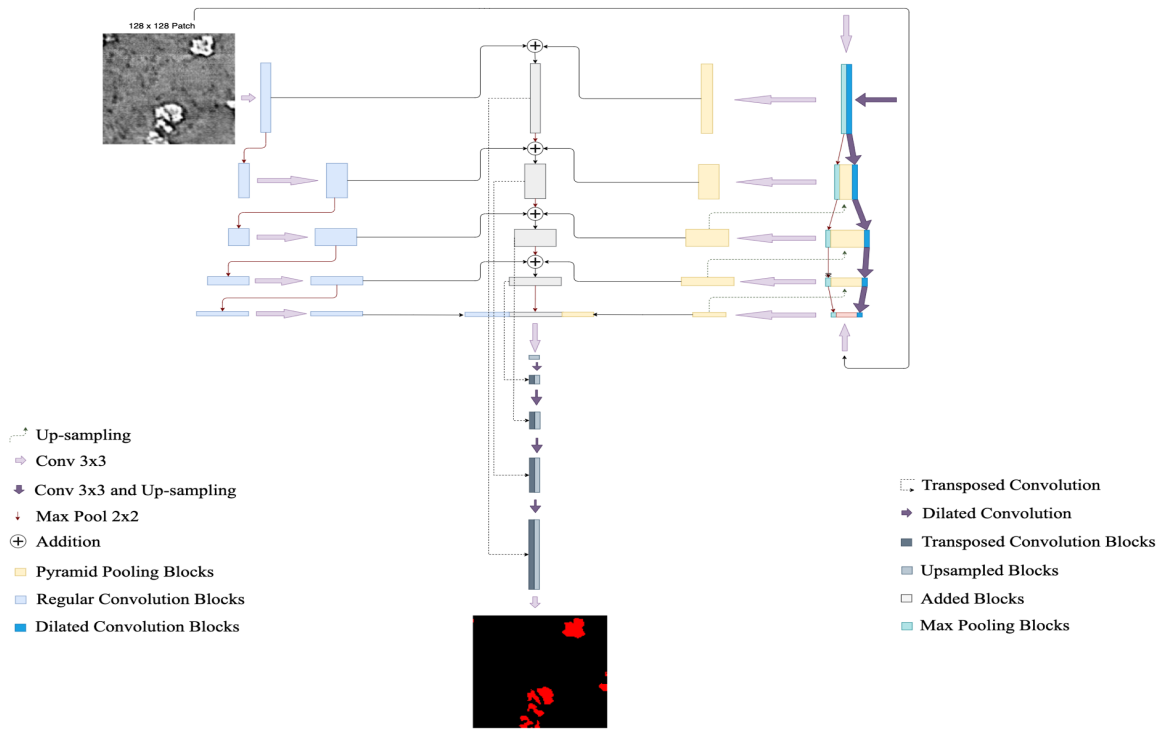 128 x 128 Patch
Up-sampling
Conv 3x3
Conv 3x3 and Up-sampling
Max Pool 2x2
Addition
Pyramid Pooling Blocks
Regular Convolution Blocks
Dilated Convolution Blocks
Transposed Convolution
Dilated Convolution
Transposed Convolution Blocks
Upsampled Blocks
Added Blocks
Max Pooling Blocks